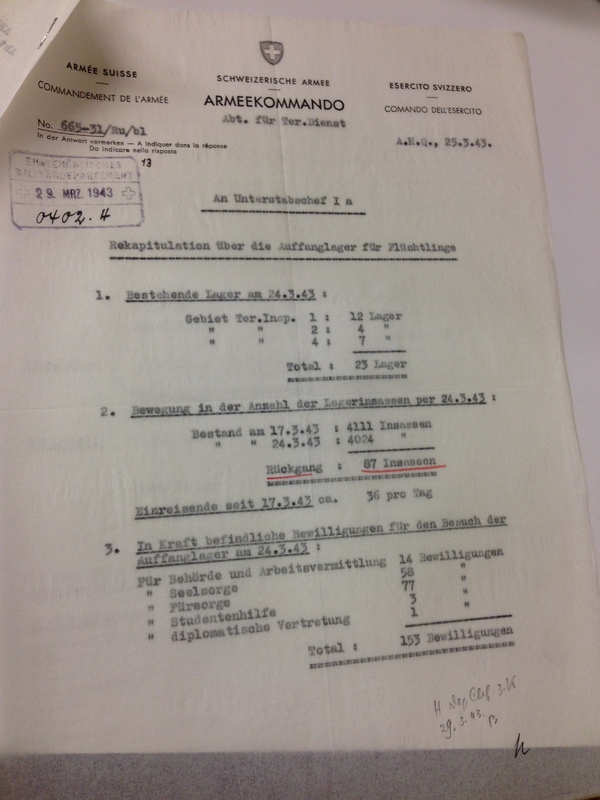 ARMÉE SUISSE
COMMANDEMENT DE L'ARMÉE
SCHWEIZERISCHE ARMEE
ARMEEKOMMANDO
Abt. für Ter.Dienst
ESERCITO SVIZZERO
COMANDO DELL'ESERCITO
No. 665-31/Ru/bl
In der Antwort vermerken — A indiquer dans la réponse
Da indicare nella risposta
A.H.Q., 25.3.43.
13
EIDGENÖSSISCHES
MILITÄRDEPARTEMENT
29. MRZ. 1943
0402.4
An Unterstabschef I a
Rekapitulation über die Auffanglager für Flüchtlinge
1. Bestehende Lager am 24.3.43 :
Gebiet Ter.Insp. 1 : 12 Lager
" " 2 : 4 "
" " 4 : 7 "
Total : 23 Lager
2. Bewegung in der Anzahl der Lagerinsassen per 24.3.43 :
Bestand am 17.3.43 : 4111 Insassen
" " 24.3.43 : 4024 "
Rückgang : 87 Insassen
Einreisende seit 17.3.43 ca. 36 pro Tag
3. In Kraft befindliche Bewilligungen für den Besuch der
Auffanglager am 24.3.43 :
Für Behörde und Arbeitsvermittlung 14 Bewilligungen
" Seelsorge 58 "
" Fürsorge 77 "
" Studentenhilfe 3 "
" diplomatische Vertretung 1
Total : 153 Bewilligungen
29.3.43.